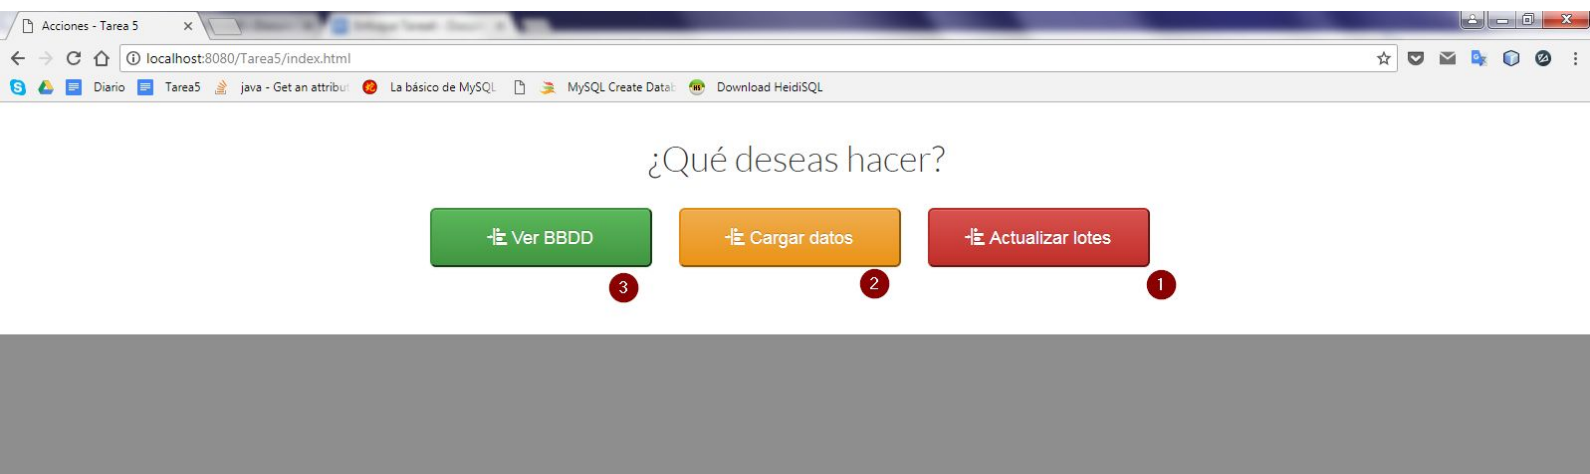 Acciones - Tarea 5
localhost:8080/Tarea5/index.html
Diario Tarea5 java - Get an attribut La básico de MySQL MySQL Create Datab Download HeidiSQL
¿Qué deseas hacer?
Ver BBDD Cargar datos Actualizar lotes
3 2 1